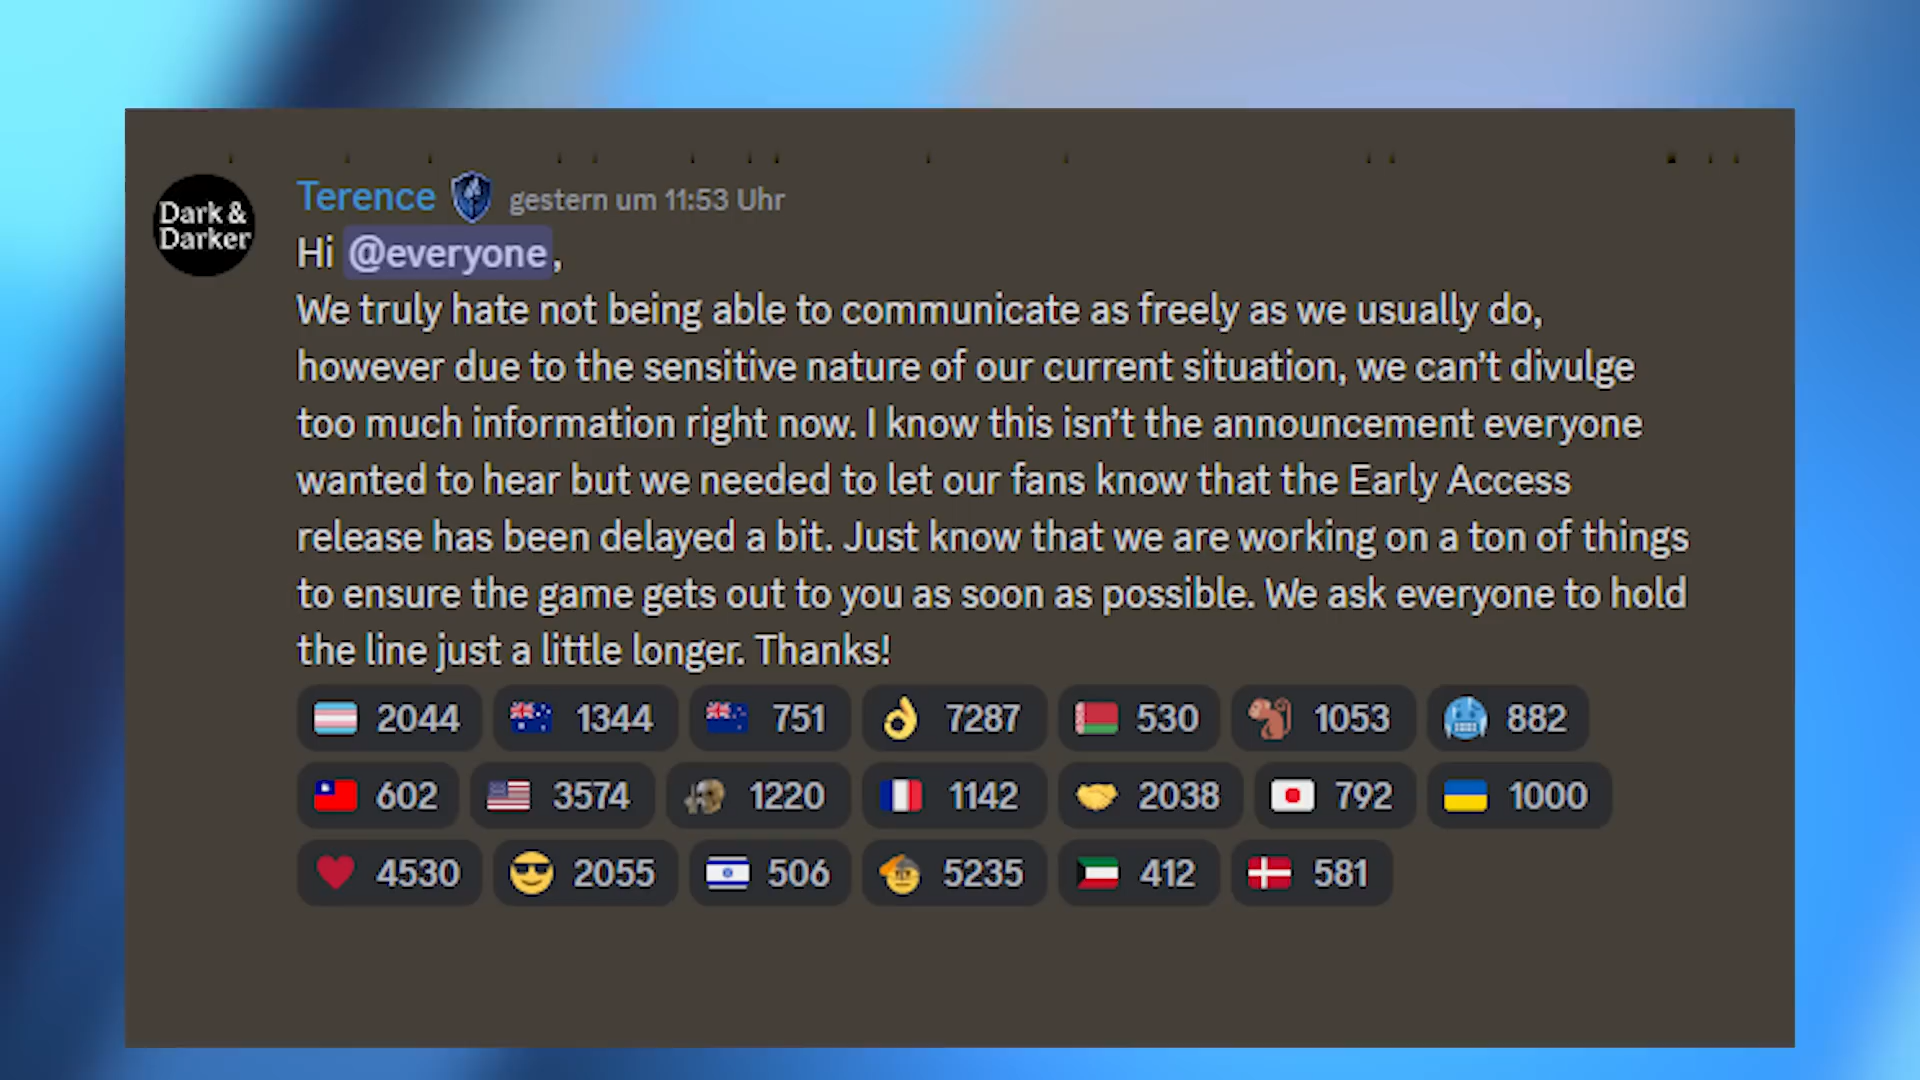 Dark &
Darker
Terence gestern um 11:53 Uhr
Hi @everyone,
We truly hate not being able to communicate as freely as we usually do,
however due to the sensitive nature of our current situation, we can't divulge
too much information right now. I know this isn't the announcement everyone
wanted to hear but we needed to let our fans know that the Early Access
release has been delayed a bit. Just know that we are working on a ton of things
to ensure the game gets out to you as soon as possible. We ask everyone to hold
the line just a little longer. Thanks!
2044 1344 751 7287 530 1053 882
602 3574 1220 1142 2038 792 1000
4530 2055 506 5235 412 581